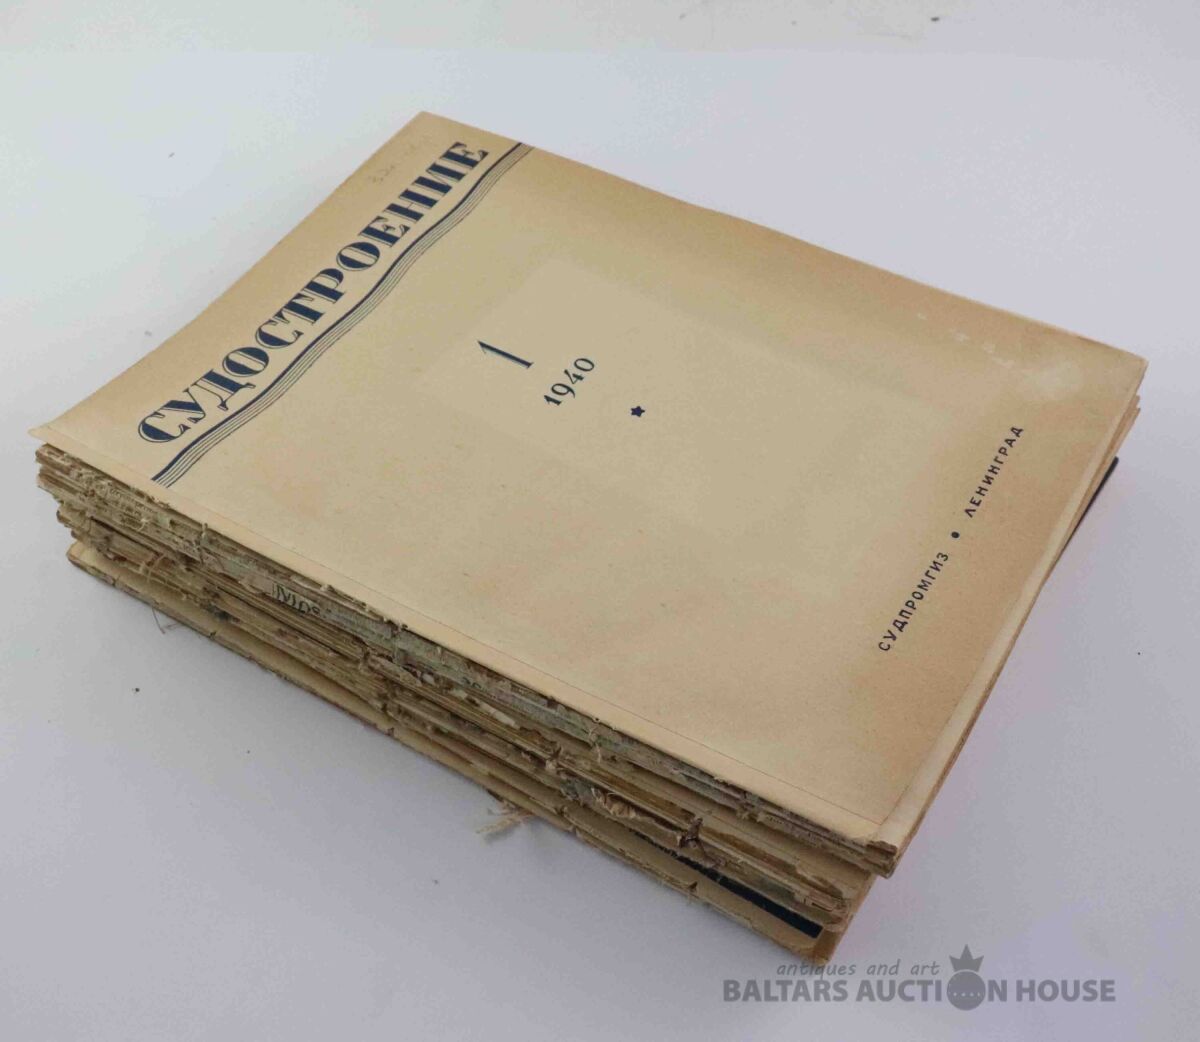 СУДОСТРОЕНИЕ
1
1940
СУДПРОМГИЗ • ЛЕНИНГРАД
antiques and art
BALTARS AUCTION HOUSE